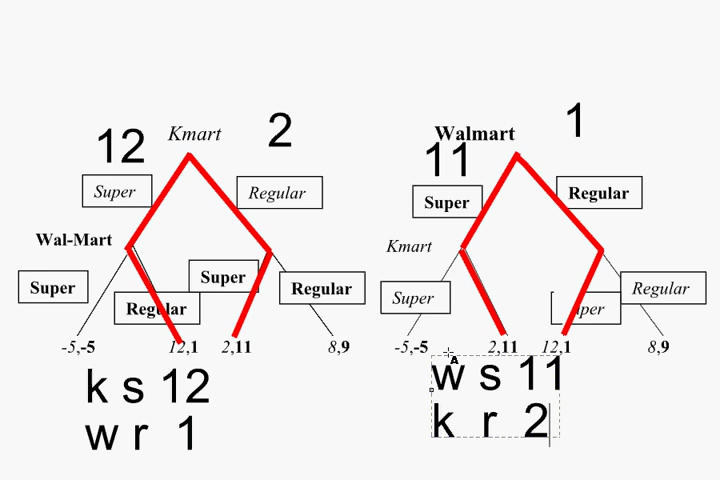 12 Kmart 2
Super Regular
Wal-Mart
Super Regular Super Regular
-5,-5 12,1 2,11 8,9
k s 12
w r 1
Walmart 1
11
Super Regular
Kmart
Super uper Regular
-5,-5 2,11 12,1 8,9
A
w s 11
k r 2